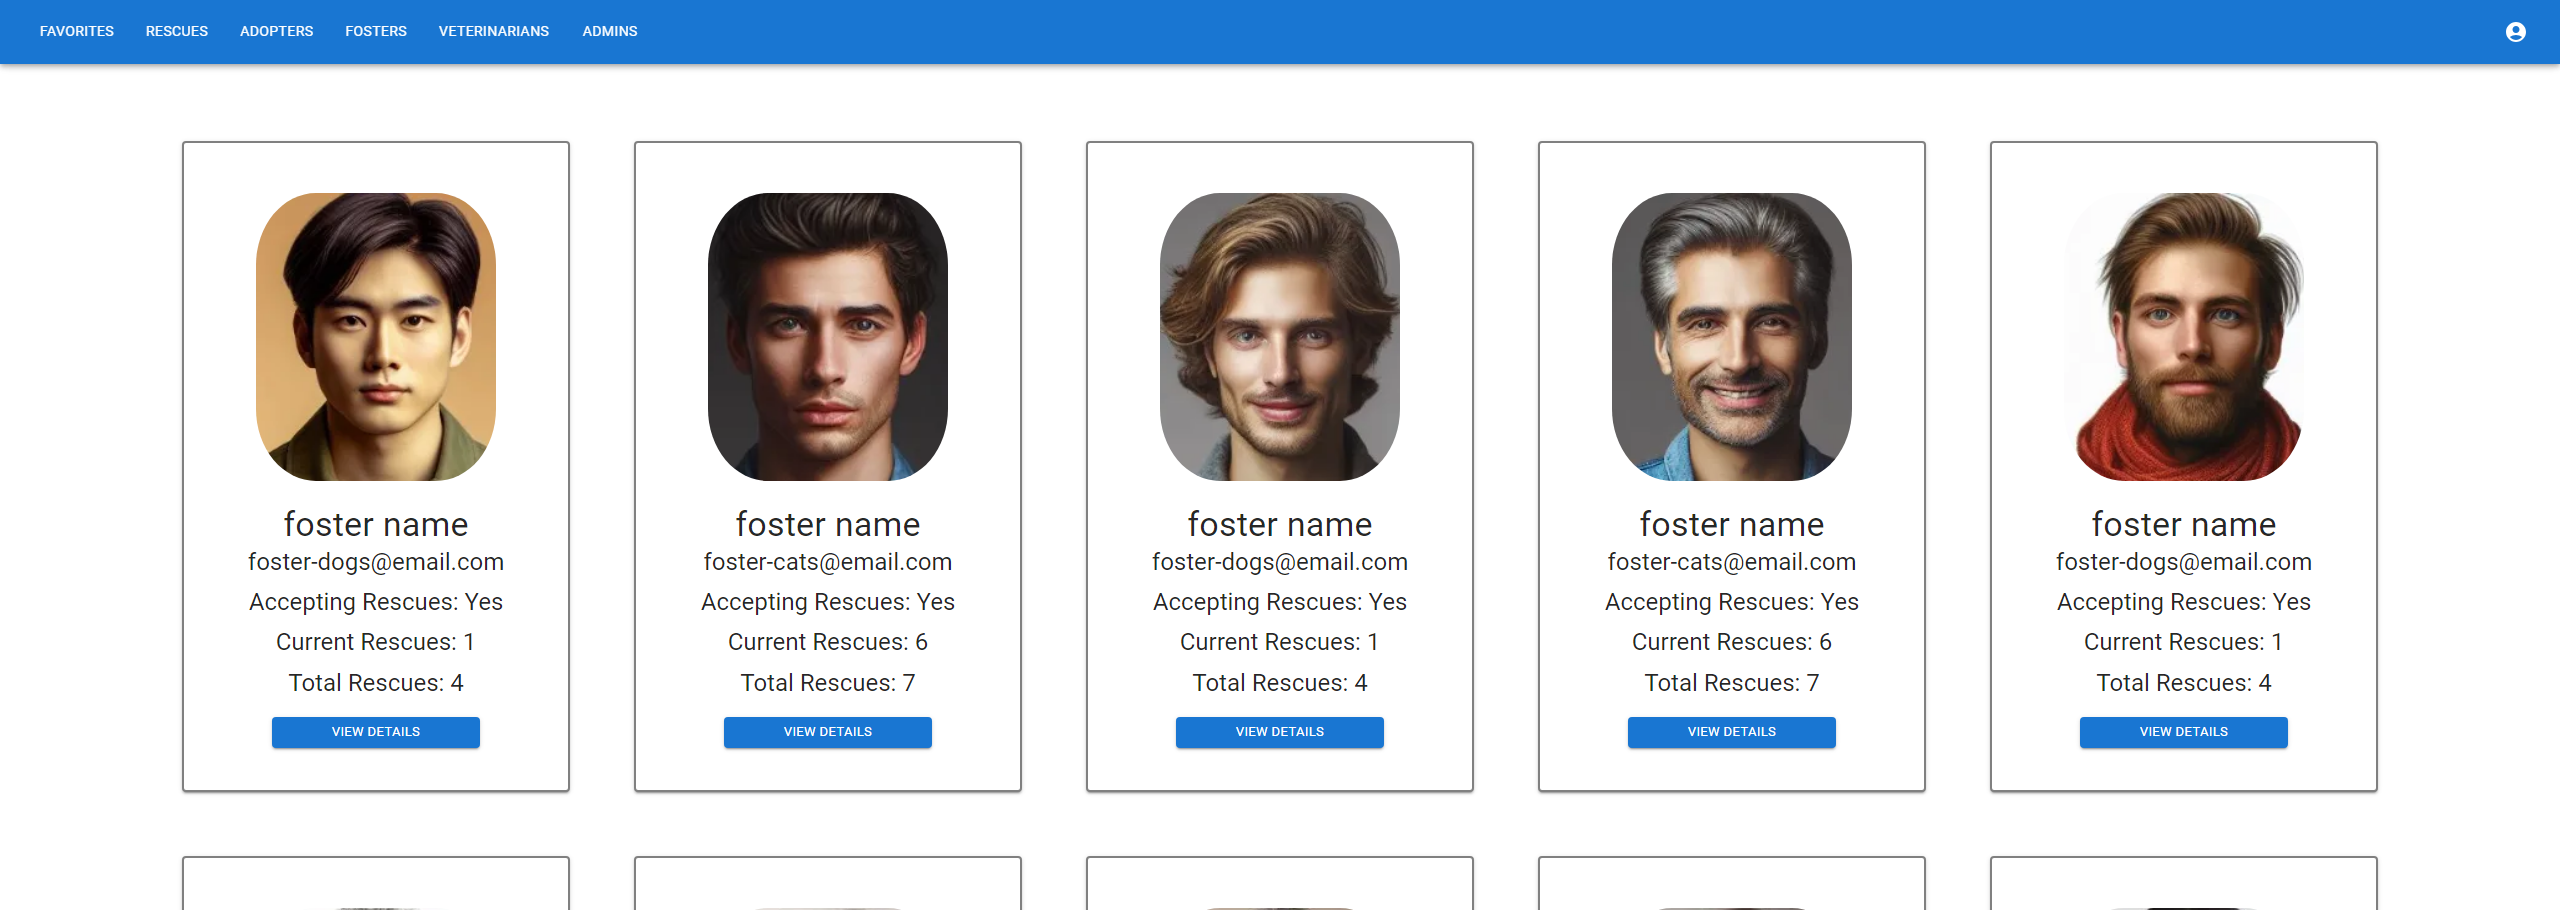 FAVORITES RESCUES ADOPTERS FOSTERS VETERINARIANS ADMINS
foster name
foster-dogs@email.com
Accepting Rescues: Yes
Current Rescues: 1
Total Rescues: 4
VIEW DETAILS
foster name
foster-cats@email.com
Accepting Rescues: Yes
Current Rescues: 6
Total Rescues: 7
VIEW DETAILS
foster name
foster-dogs@email.com
Accepting Rescues: Yes
Current Rescues: 1
Total Rescues: 4
VIEW DETAILS
foster name
foster-cats@email.com
Accepting Rescues: Yes
Current Rescues: 6
Total Rescues: 7
VIEW DETAILS
foster name
foster-dogs@email.com
Accepting Rescues: Yes
Current Rescues: 1
Total Rescues: 4
VIEW DETAILS